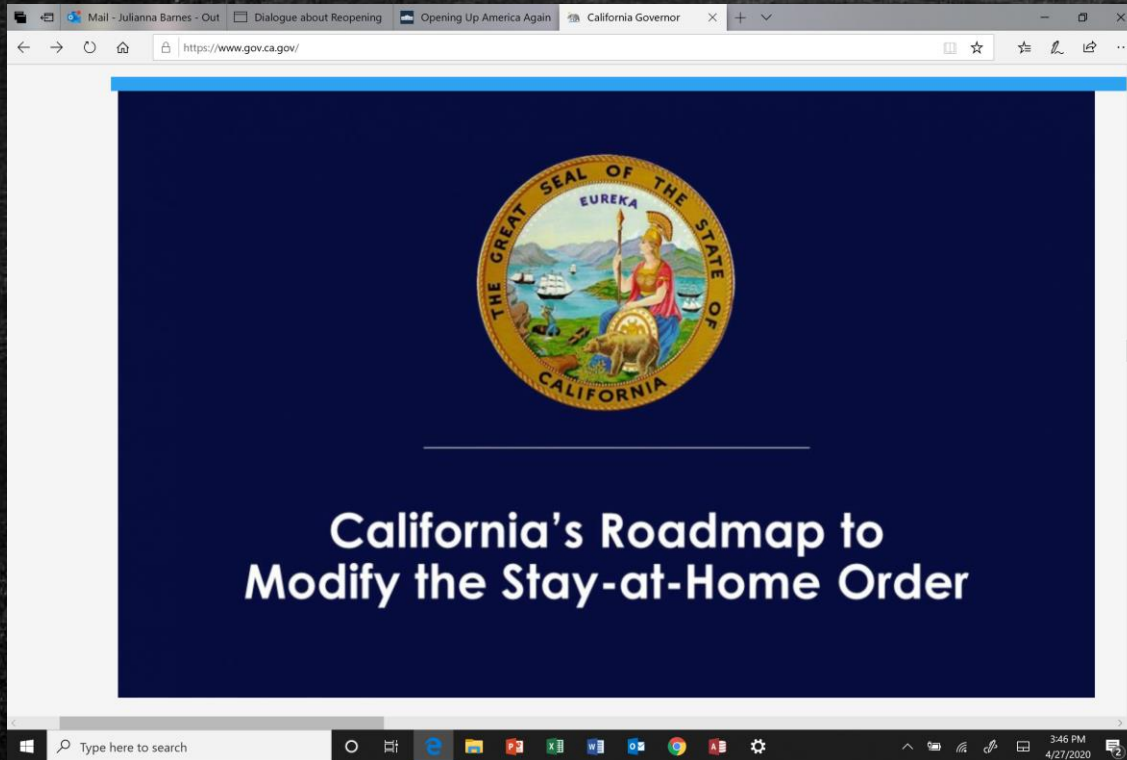 Mail - Julianna Barnes - Out
Dialogue about Reopening
Opening Up America Again
California Governor
https://www.gov.ca.gov/
THE GREAT SEAL OF THE STATE OF CALIFORNIA
EUREKA
California's Roadmap to
Modify the Stay-at-Home Order
Type here to search
3:46 PM
4/27/2020
2